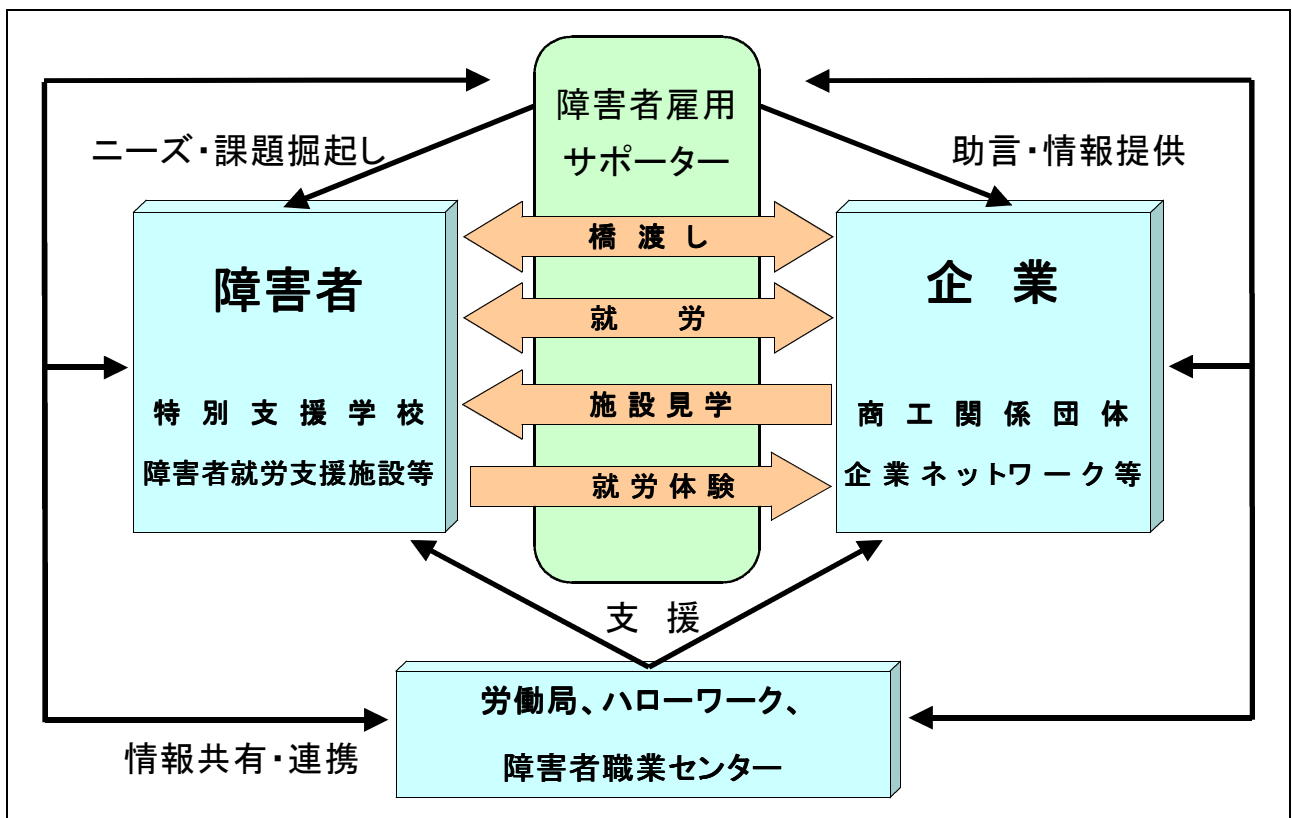 障害者雇用
サポーター
ニーズ・課題掘起し
助言・情報提供
橋渡し
障害者
企業
就労
特別支援学校
施設見学
商工関係団体
障害者就労支援施設等
就労体験
企業ネットワーク等
支援
労働局、ハローワーク、
障害者職業センター
情報共有・連携